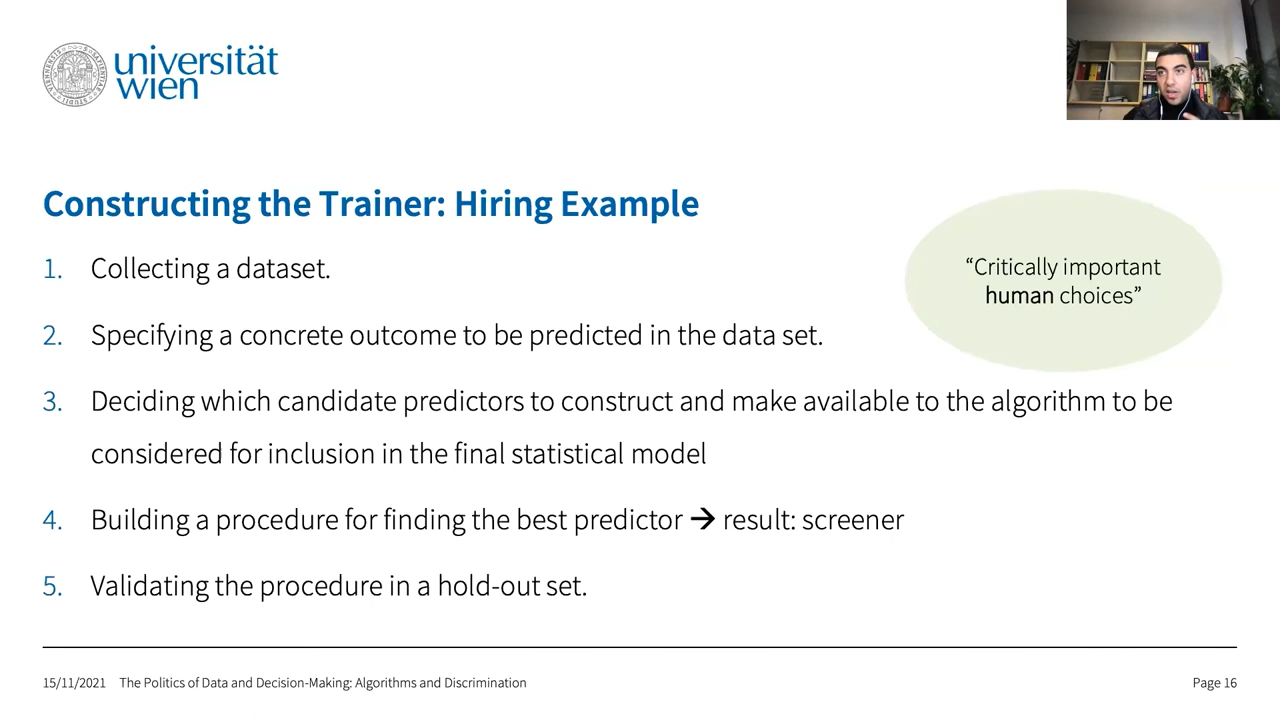 universität
wien
Constructing the Trainer: Hiring Example
1. Collecting a dataset.
“Critically important
human choices”
2. Specifying a concrete outcome to be predicted in the data set.
3. Deciding which candidate predictors to construct and make available to the algorithm to be
considered for inclusion in the final statistical model
4. Building a procedure for finding the best predictor → result: screener
5. Validating the procedure in a hold-out set.
15/11/2021 The Politics of Data and Decision-Making: Algorithms and Discrimination Page 16